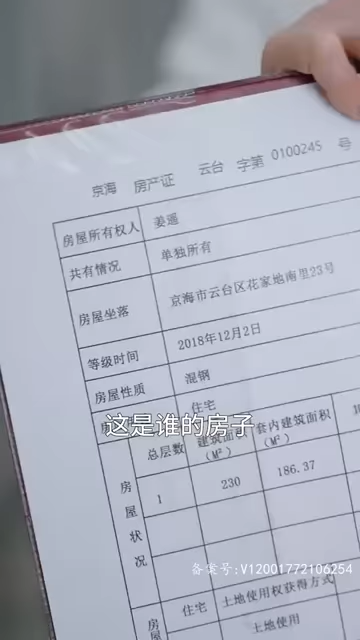 京海 房产证 云台 字第 0100245 号
房屋所有权人 姜遥
共有情况 单独所有
房屋坐落 京海市云台区花家地南里23号
等级时间 2018年12月2日
房屋性质 混钢
住宅
这是谁的房子
房屋状况 总层数 建筑面积(M²) 套内建筑面积(M²)
1 230 186.37
备案号:V12001772106254
住宅 土地使用权获得方式
土地使用